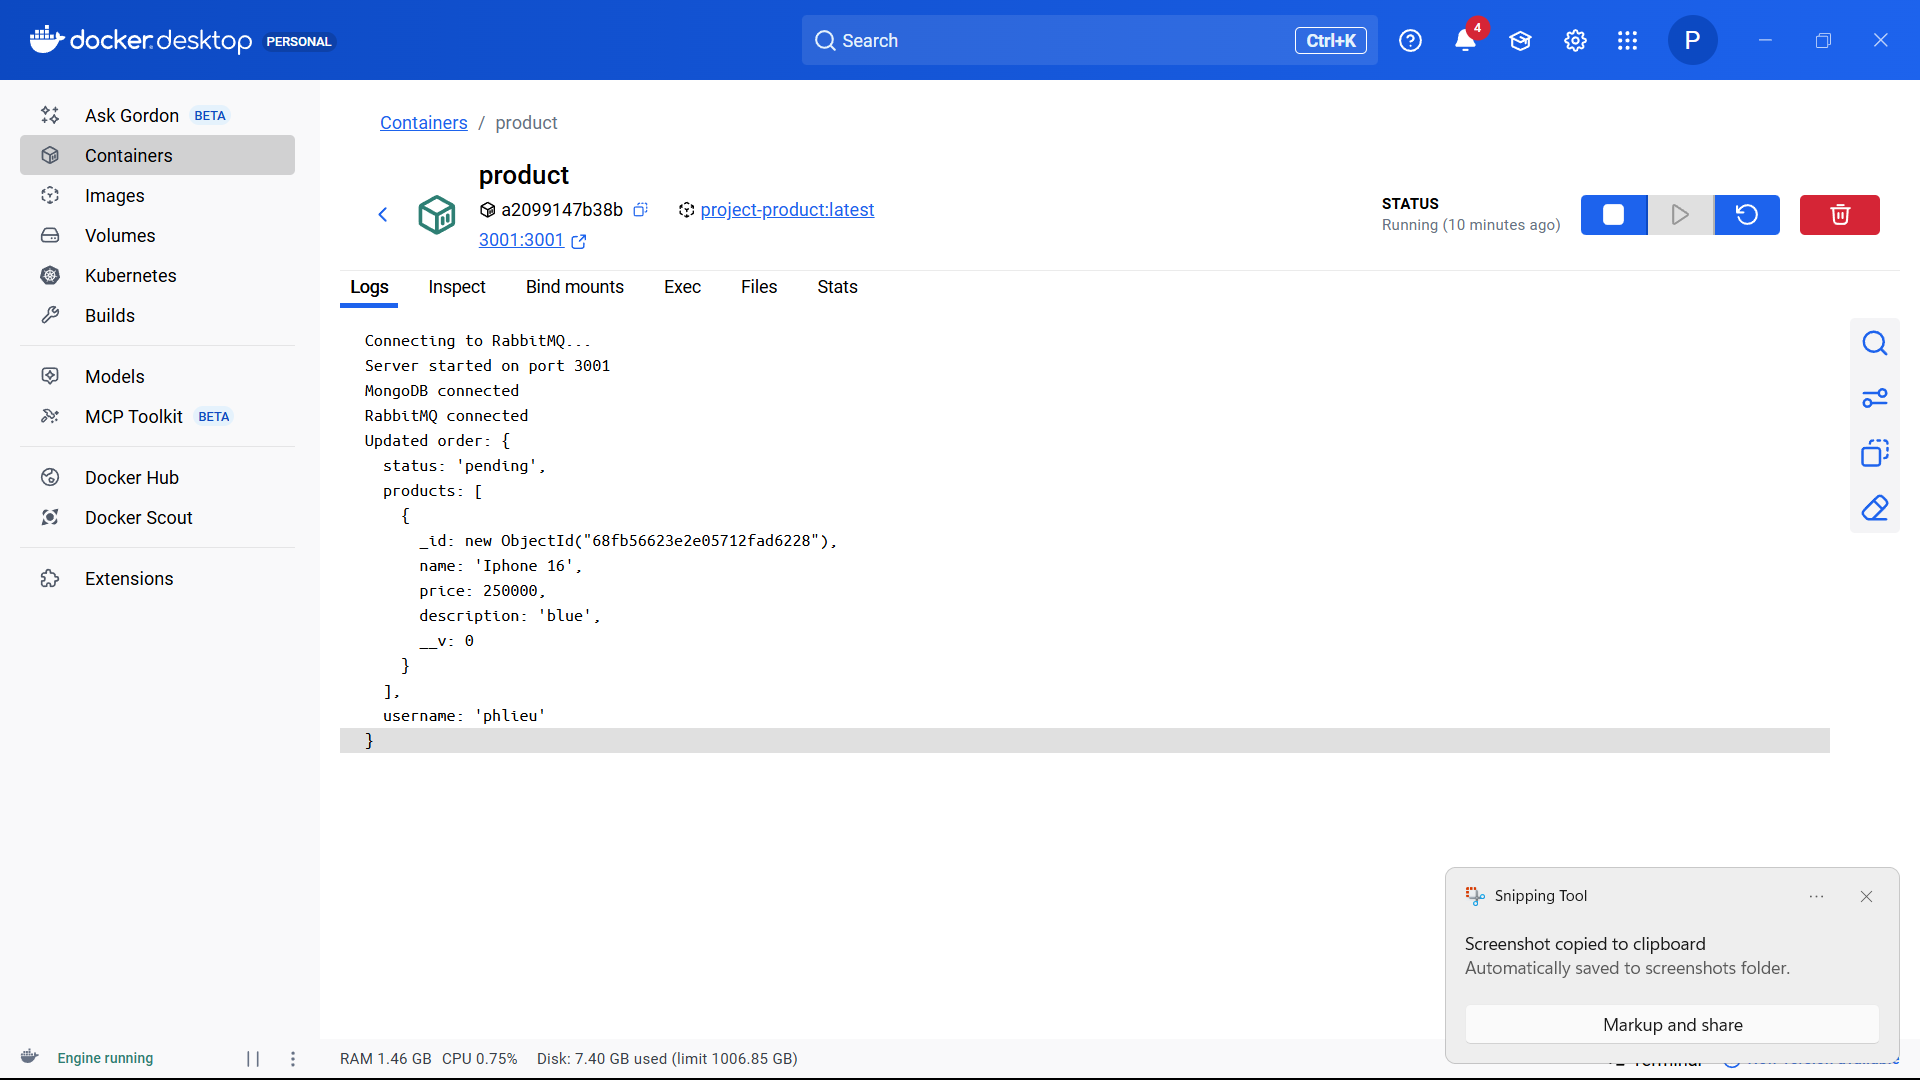 docker.desktop PERSONAL
Search Ctrl+K
4
P
Ask Gordon BETA
Containers
Images
Volumes
Kubernetes
Builds
Models
MCP Toolkit BETA
Docker Hub
Docker Scout
Extensions
Containers / product
product
a2099147b38b project-product:latest
3001:3001
STATUS
Running (10 minutes ago)
Logs Inspect Bind mounts Exec Files Stats
Connecting to RabbitMQ...
Server started on port 3001
MongoDB connected
RabbitMQ connected
Updated order: {
status: 'pending',
products: [
{
_id: new ObjectId("68fb56623e2e05712fad6228"),
name: 'Iphone 16',
price: 250000,
description: 'blue',
__v: 0
}
],
username: 'phlieu'
}
Snipping Tool
Screenshot copied to clipboard
Automatically saved to screenshots folder.
Markup and share
Engine running
RAM 1.46 GB CPU 0.75% Disk: 7.40 GB used (limit 1006.85 GB)